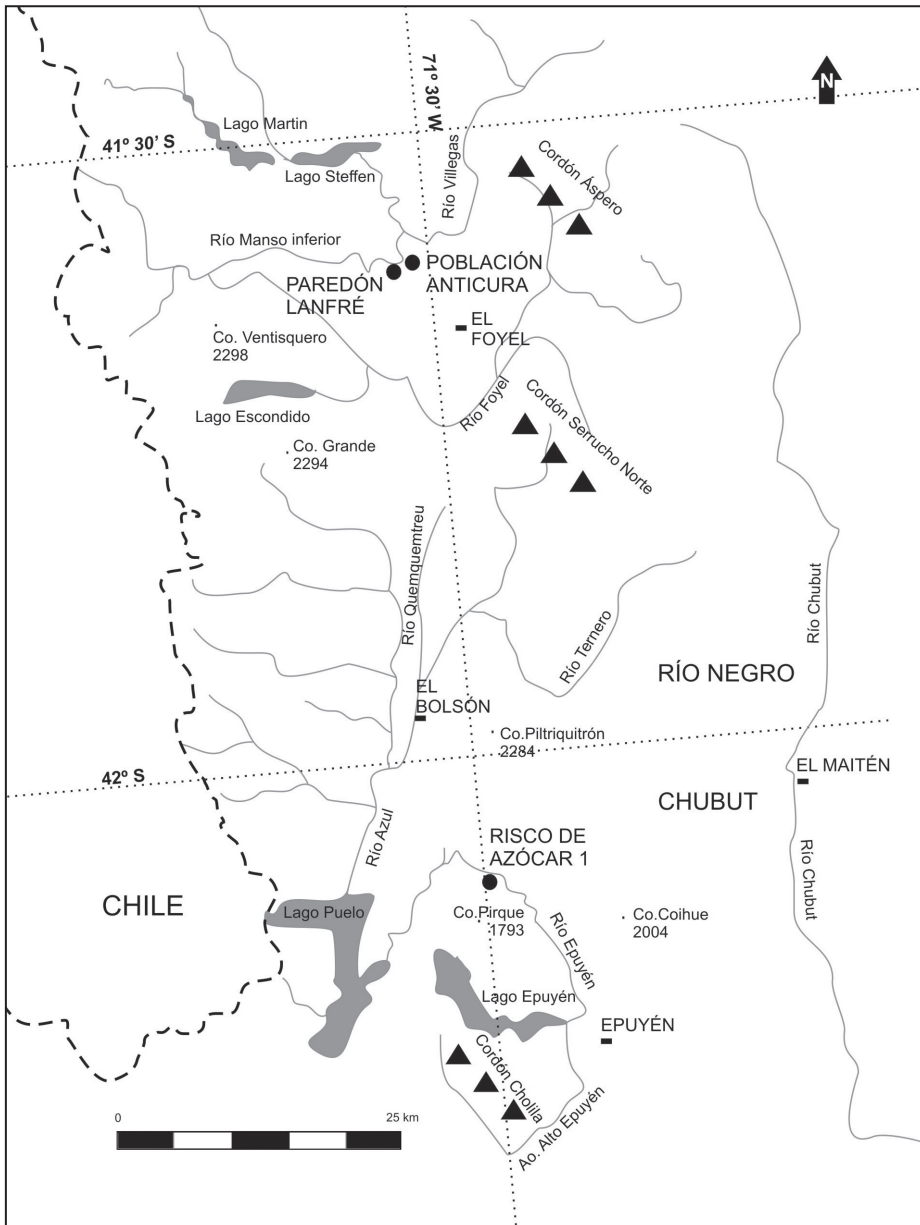 71º 30' W
N
Lago Martin
41º 30' S
Lago Steffen
Río Villegas
Cordón Áspero
Río Manso inferior
POBLACIÓN
ANTICURA
PAREDÓN
LANFRÉ
EL
FOYEL
Co. Ventisquero
2298
Río Foyel
Cordón Serrucho Norte
Lago Escondido
Co. Grande
2294
Río Quemquemtreu
Río Chubut
Río Ternero
RÍO NEGRO
EL
BOLSÓN
Co.Piltriquitrón
2284
42º S
EL MAITÉN
CHUBUT
Río Azul
RISCO DE
AZÓCAR 1
Río Chubut
CHILE
Lago Puelo
Co.Pirque
1793
Co.Coihue
2004
Río Epuyén
Lago Epuyén
EPUYÉN
Cordón Cholila
Ao. Alto Epuyén
0
25 km